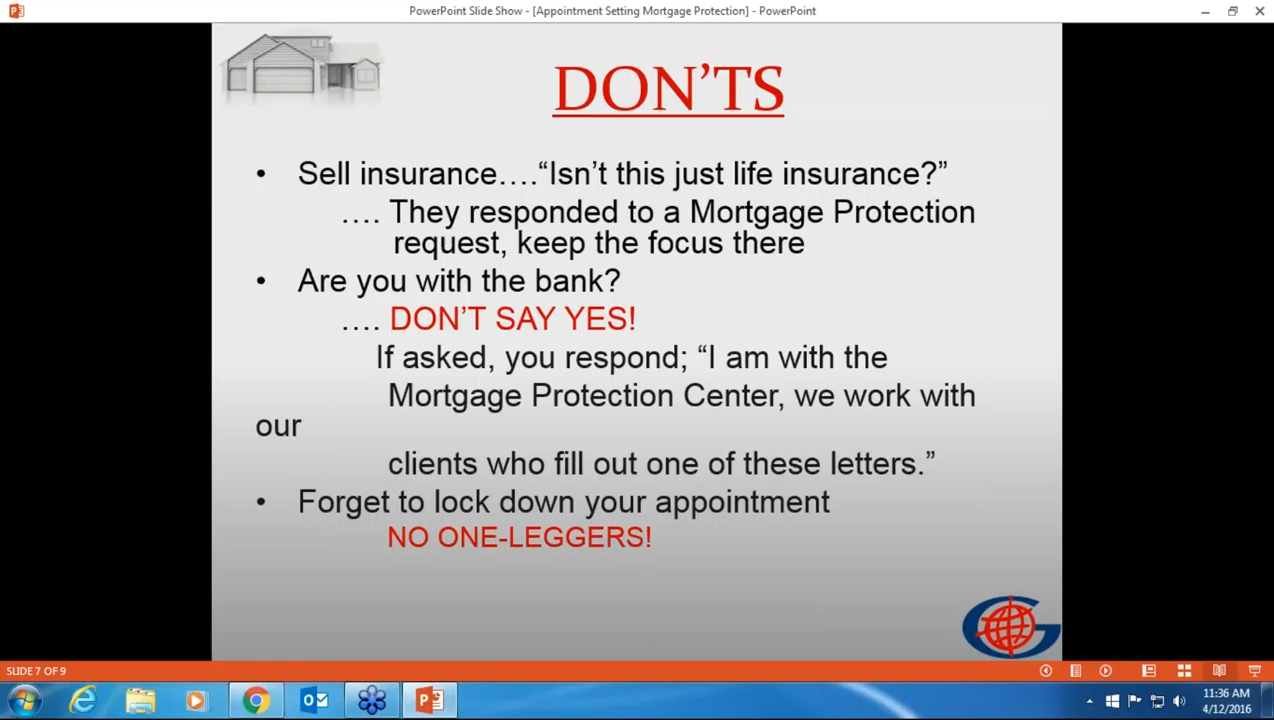 PowerPoint Slide Show - [Appointment Setting Mortgage Protection] - PowerPoint
DON'TS
• Sell insurance…."Isn't this just life insurance?"
…. They responded to a Mortgage Protection
request, keep the focus there
• Are you with the bank?
…. DON'T SAY YES!
If asked, you respond; "I am with the
Mortgage Protection Center, we work with
our
clients who fill out one of these letters."
• Forget to lock down your appointment
NO ONE-LEGGERS!
SLIDE 7 OF 9
11:36 AM
4/12/2016